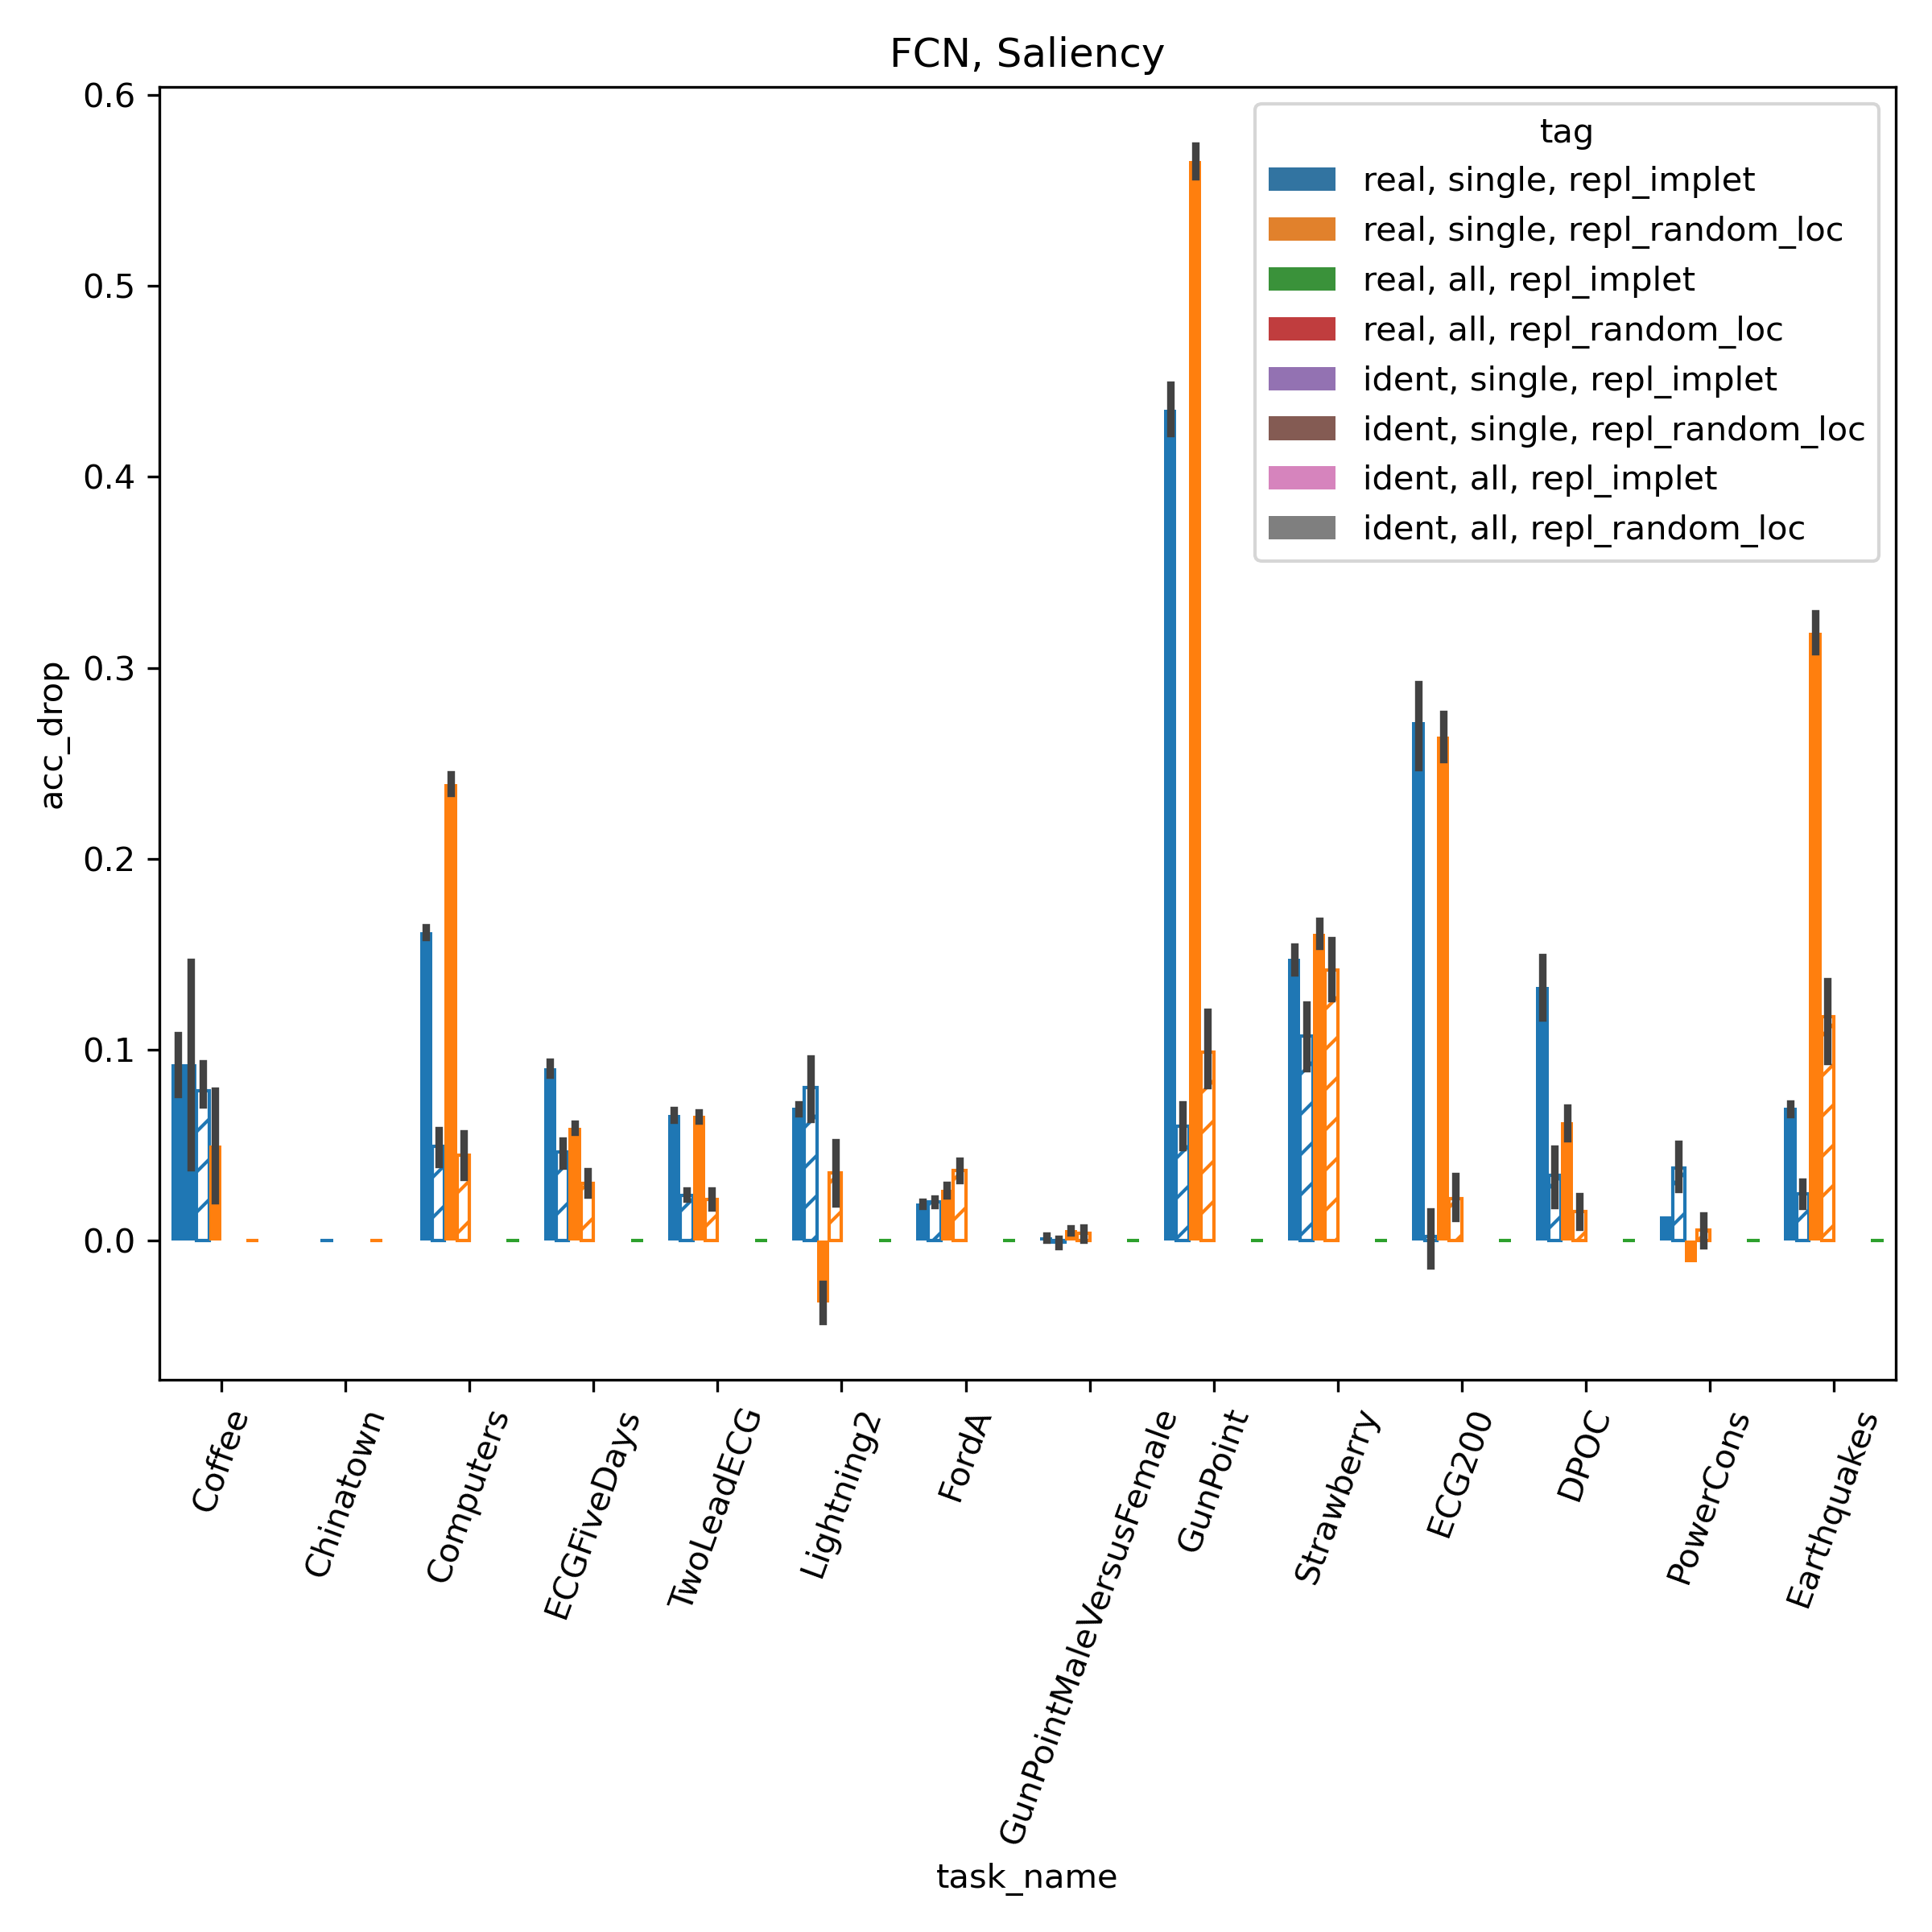 FCN, Saliency
acc_drop
0.6
0.5
0.4
0.3
0.2
0.1
0.0
tag
real, single, repl_implet
real, single, repl_random_loc
real, all, repl_implet
real, all, repl_random_loc
ident, single, repl_implet
ident, single, repl_random_loc
ident, all, repl_implet
ident, all, repl_random_loc
Coffee
Chinatown
Computers
ECGFiveDays
TwoLeadECG
Lightning2
FordA
GunPointMaleVersusFemale
GunPoint
Strawberry
ECG200
DPOC
PowerCons
Earthquakes
task_name